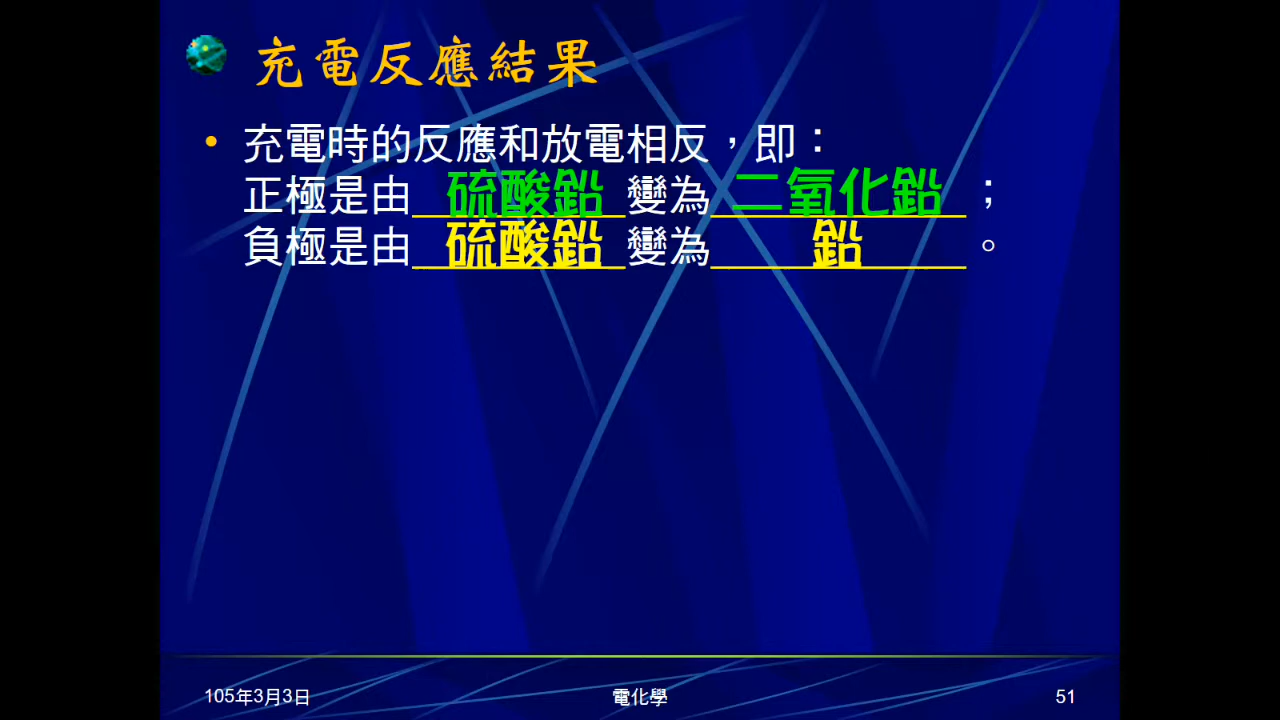 充電反應結果
• 充電時的反應和放電相反，即：
正極是由 硫酸鉛 變為 二氧化鉛 ；
負極是由 硫酸鉛 變為 鉛 。
105年3月3日
電化學
51